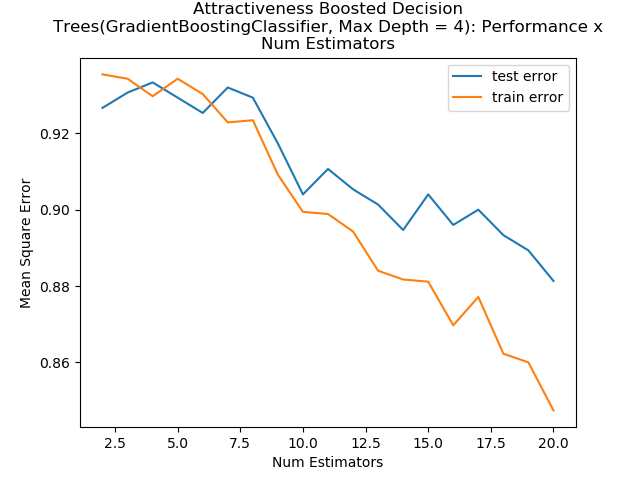 Attractiveness Boosted Decision
Trees(GradientBoostingClassifier, Max Depth = 4): Performance x
Num Estimators
test error
train error
Mean Square Error
0.92
0.90
0.88
0.86
2.5 5.0 7.5 10.0 12.5 15.0 17.5 20.0
Num Estimators